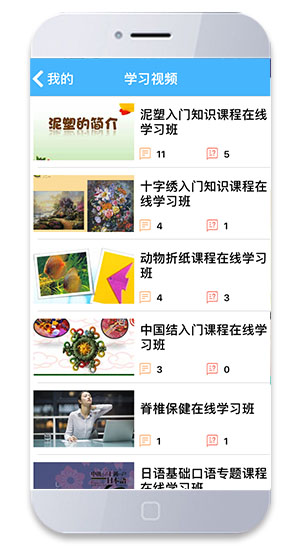 我的
学习视频
泥塑的简介
泥塑入门知识课程在线
学习班
11
5
十字绣入门知识课程在
线学习班
4
1
动物折纸课程在线学习
班
4
3
中国结入门课程在线学
习班
3
0
脊椎保健在线学习班
1
1
日语基础口语专题课程
在线学习班